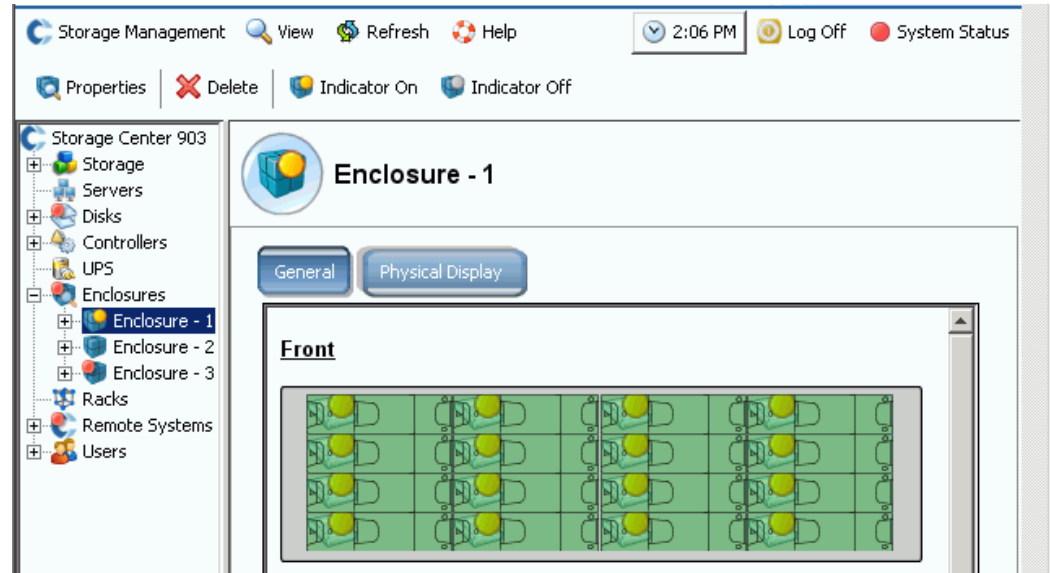 Storage Management View Refresh Help 2:06 PM Log Off System Status
Properties Delete Indicator On Indicator Off
Storage Center 903
Storage
Servers
Disks
Controllers
UPS
Enclosures
Enclosure - 1
Enclosure - 2
Enclosure - 3
Racks
Remote Systems
Users
Enclosure - 1
General Physical Display
Front